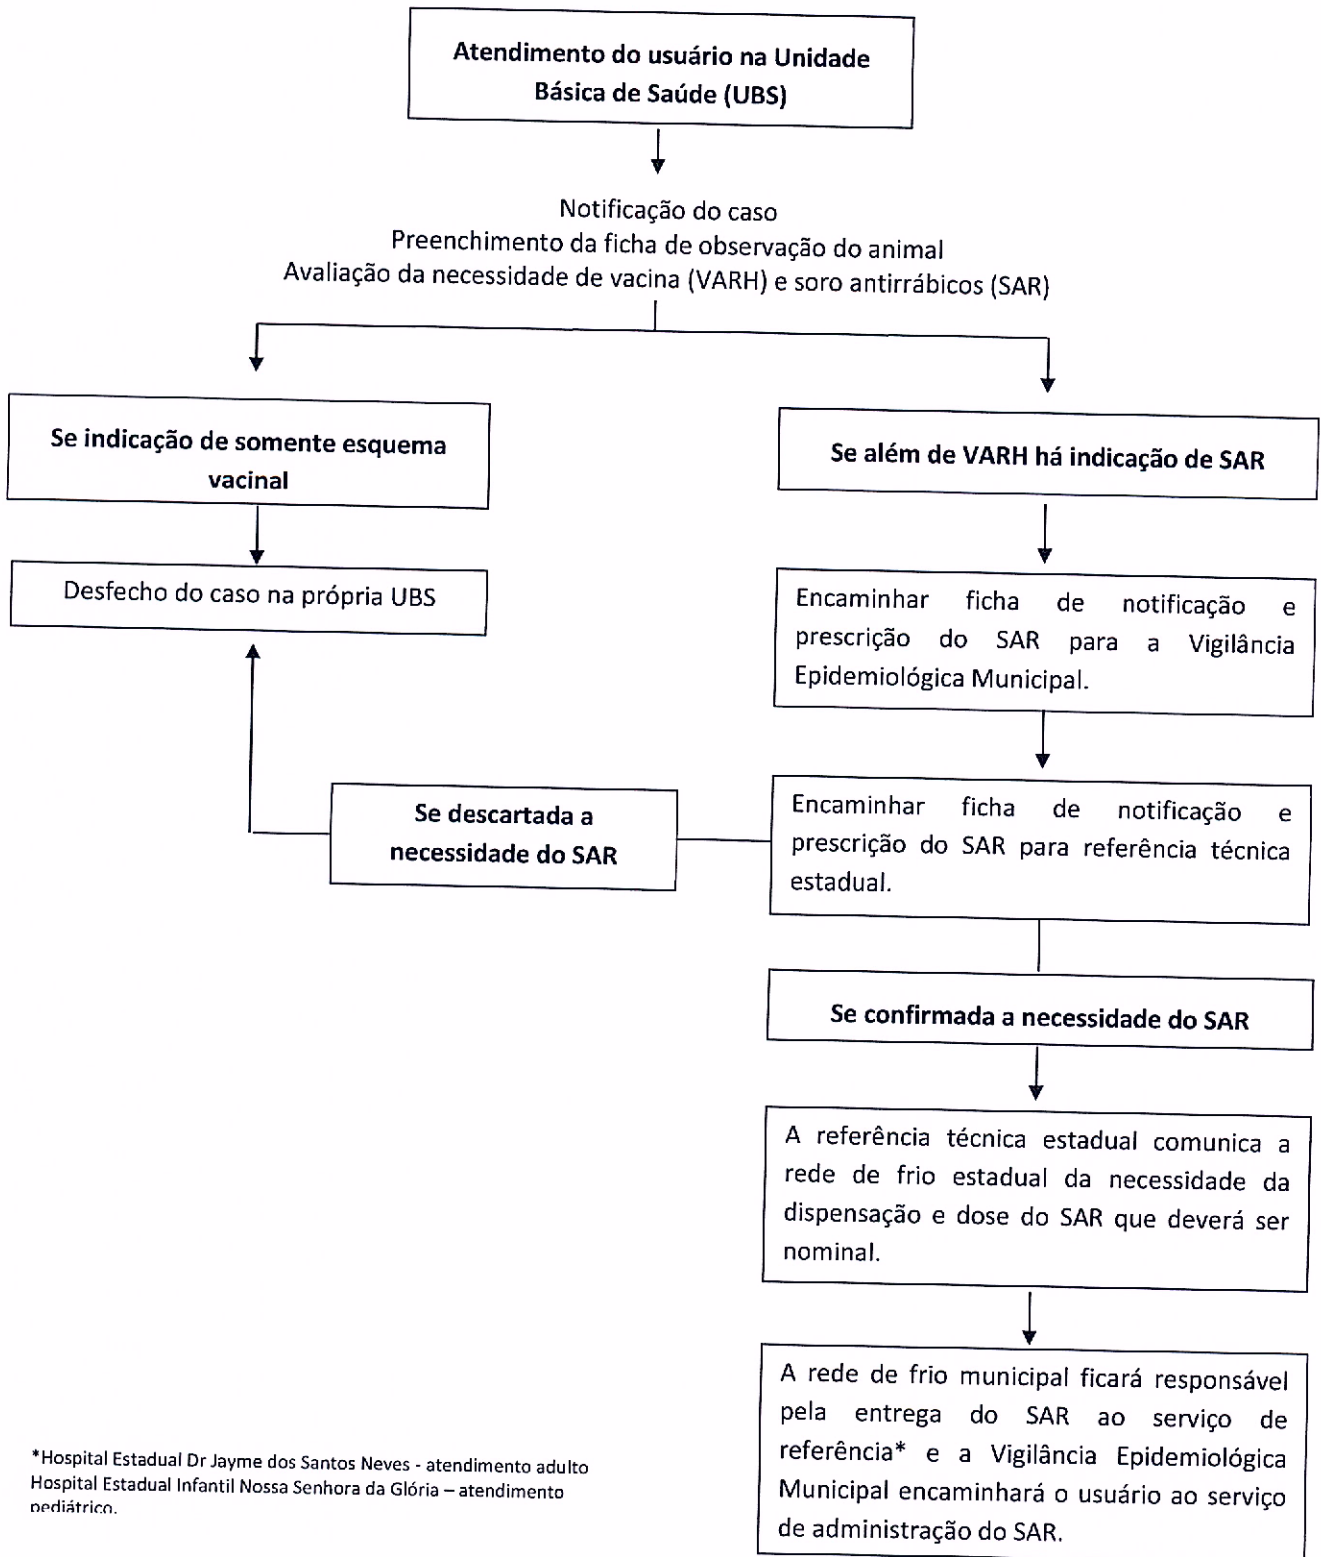 Atendimento do usuário na Unidade
Básica de Saúde (UBS)
Notificação do caso
Preenchimento da ficha de observação do animal
Avaliação da necessidade de vacina (VARH) e soro antirrábicos (SAR)
Se indicação de somente esquema
vacinal
Desfecho do caso na própria UBS
Se além de VARH há indicação de SAR
Encaminhar ficha de notificação e
prescrição do SAR para a Vigilância
Epidemiológica Municipal.
Encaminhar ficha de notificação e
prescrição do SAR para referência técnica
estadual.
Se descartada a
necessidade do SAR
Se confirmada a necessidade do SAR
A referência técnica estadual comunica a
rede de frio estadual da necessidade da
dispensação e dose do SAR que deverá ser
nominal.
A rede de frio municipal ficará responsável
pela entrega do SAR ao serviço de
referência* e a Vigilância Epidemiológica
Municipal encaminhará o usuário ao serviço
de administração do SAR.
*Hospital Estadual Dr Jayme dos Santos Neves - atendimento adulto
Hospital Estadual Infantil Nossa Senhora da Glória – atendimento
pediátrico.